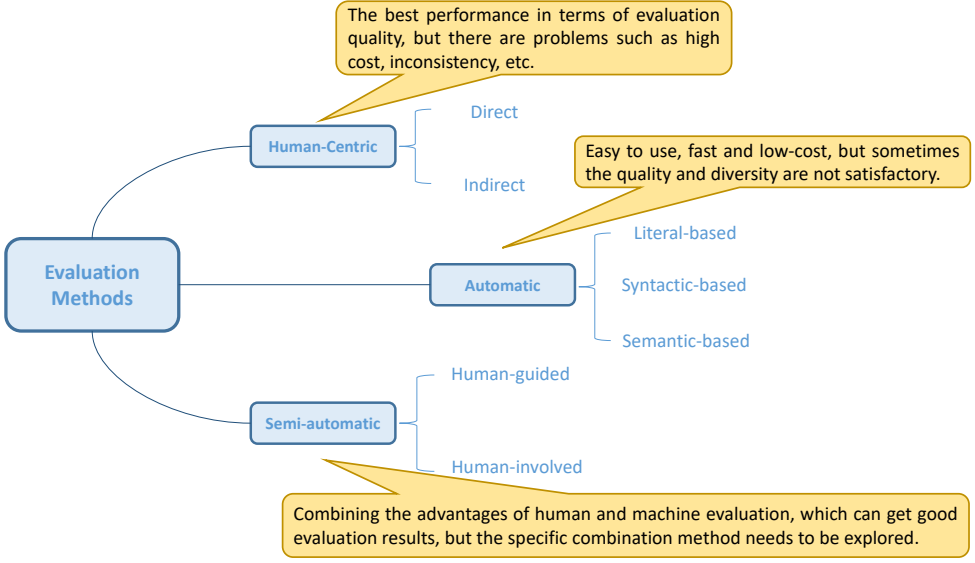 The best performance in terms of evaluation
quality, but there are problems such as high
cost, inconsistency, etc.
Direct
Human-Centric
Indirect
Easy to use, fast and low-cost, but sometimes
the quality and diversity are not satisfactory.
Evaluation
Methods
Automatic
Literal-based
Syntactic-based
Semantic-based
Human-guided
Semi-automatic
Human-involved
Combining the advantages of human and machine evaluation, which can get good
evaluation results, but the specific combination method needs to be explored.